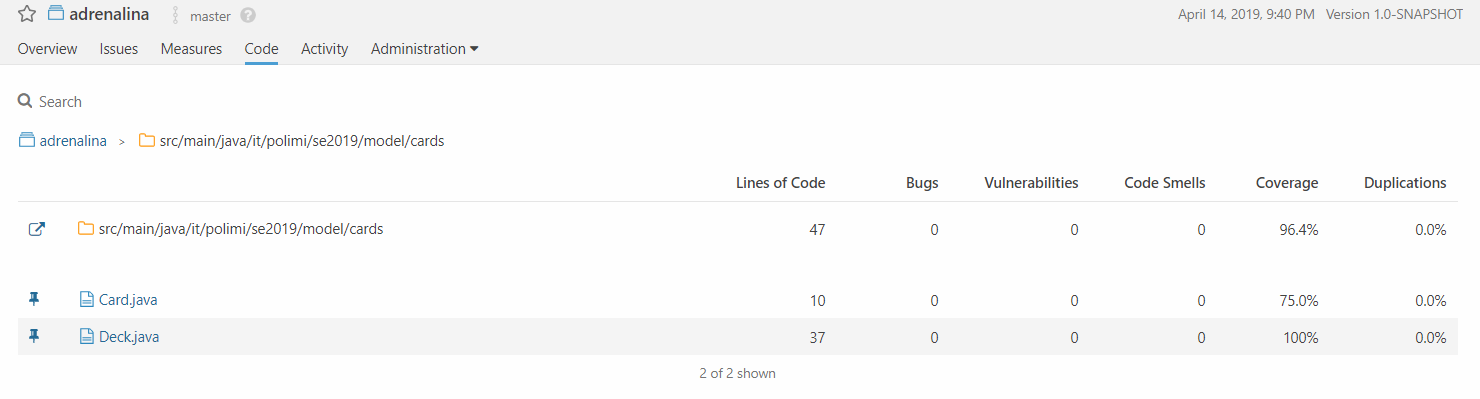 adrenalina master ? April 14, 2019, 9:40 PM Version 1.0-SNAPSHOT
Overview Issues Measures Code Activity Administration
Search
adrenalina > src/main/java/it/polimi/se2019/model/cards
Lines of Code Bugs Vulnerabilities Code Smells Coverage Duplications
src/main/java/it/polimi/se2019/model/cards 47 0 0 0 96.4% 0.0%
Card.java 10 0 0 0 75.0% 0.0%
Deck.java 37 0 0 0 100% 0.0%
2 of 2 shown